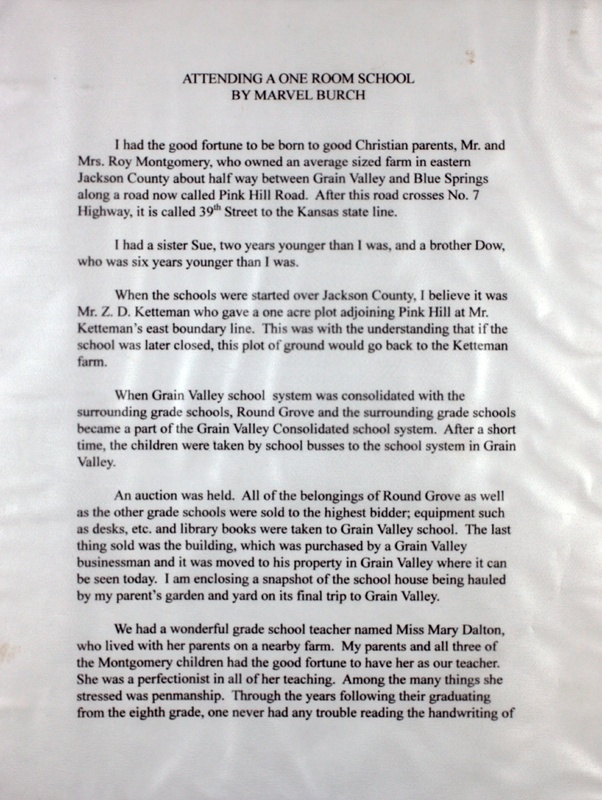 ATTENDING A ONE ROOM SCHOOL
BY MARVEL BURCH
I had the good fortune to be born to good Christian parents, Mr. and
Mrs. Roy Montgomery, who owned an average sized farm in eastern
Jackson County about half way between Grain Valley and Blue Springs
along a road now called Pink Hill Road. After this road crosses No. 7
Highway, it is called 39th Street to the Kansas state line.
I had a sister Sue, two years younger than I was, and a brother Dow,
who was six years younger than I was.
When the schools were started over Jackson County, I believe it was
Mr. Z. D. Ketteman who gave a one acre plot adjoining Pink Hill at Mr.
Ketteman's east boundary line. This was with the understanding that if the
school was later closed, this plot of ground would go back to the Ketteman
farm.
When Grain Valley school system was consolidated with the
surrounding grade schools, Round Grove and the surrounding grade schools
became a part of the Grain Valley Consolidated school system. After a short
time, the children were taken by school busses to the school system in Grain
Valley.
An auction was held. All of the belongings of Round Grove as well
as the other grade schools were sold to the highest bidder; equipment such
as desks, etc. and library books were taken to Grain Valley school. The last
thing sold was the building, which was purchased by a Grain Valley
businessman and it was moved to his property in Grain Valley where it can
be seen today. I am enclosing a snapshot of the school house being hauled
by my parent's garden and yard on its final trip to Grain Valley.
We had a wonderful grade school teacher named Miss Mary Dalton,
who lived with her parents on a nearby farm. My parents and all three of
the Montgomery children had the good fortune to have her as our teacher.
She was a perfectionist in all of her teaching. Among the many things she
stressed was penmanship. Through the years following their graduating
from the eighth grade, one never had any trouble reading the handwriting of